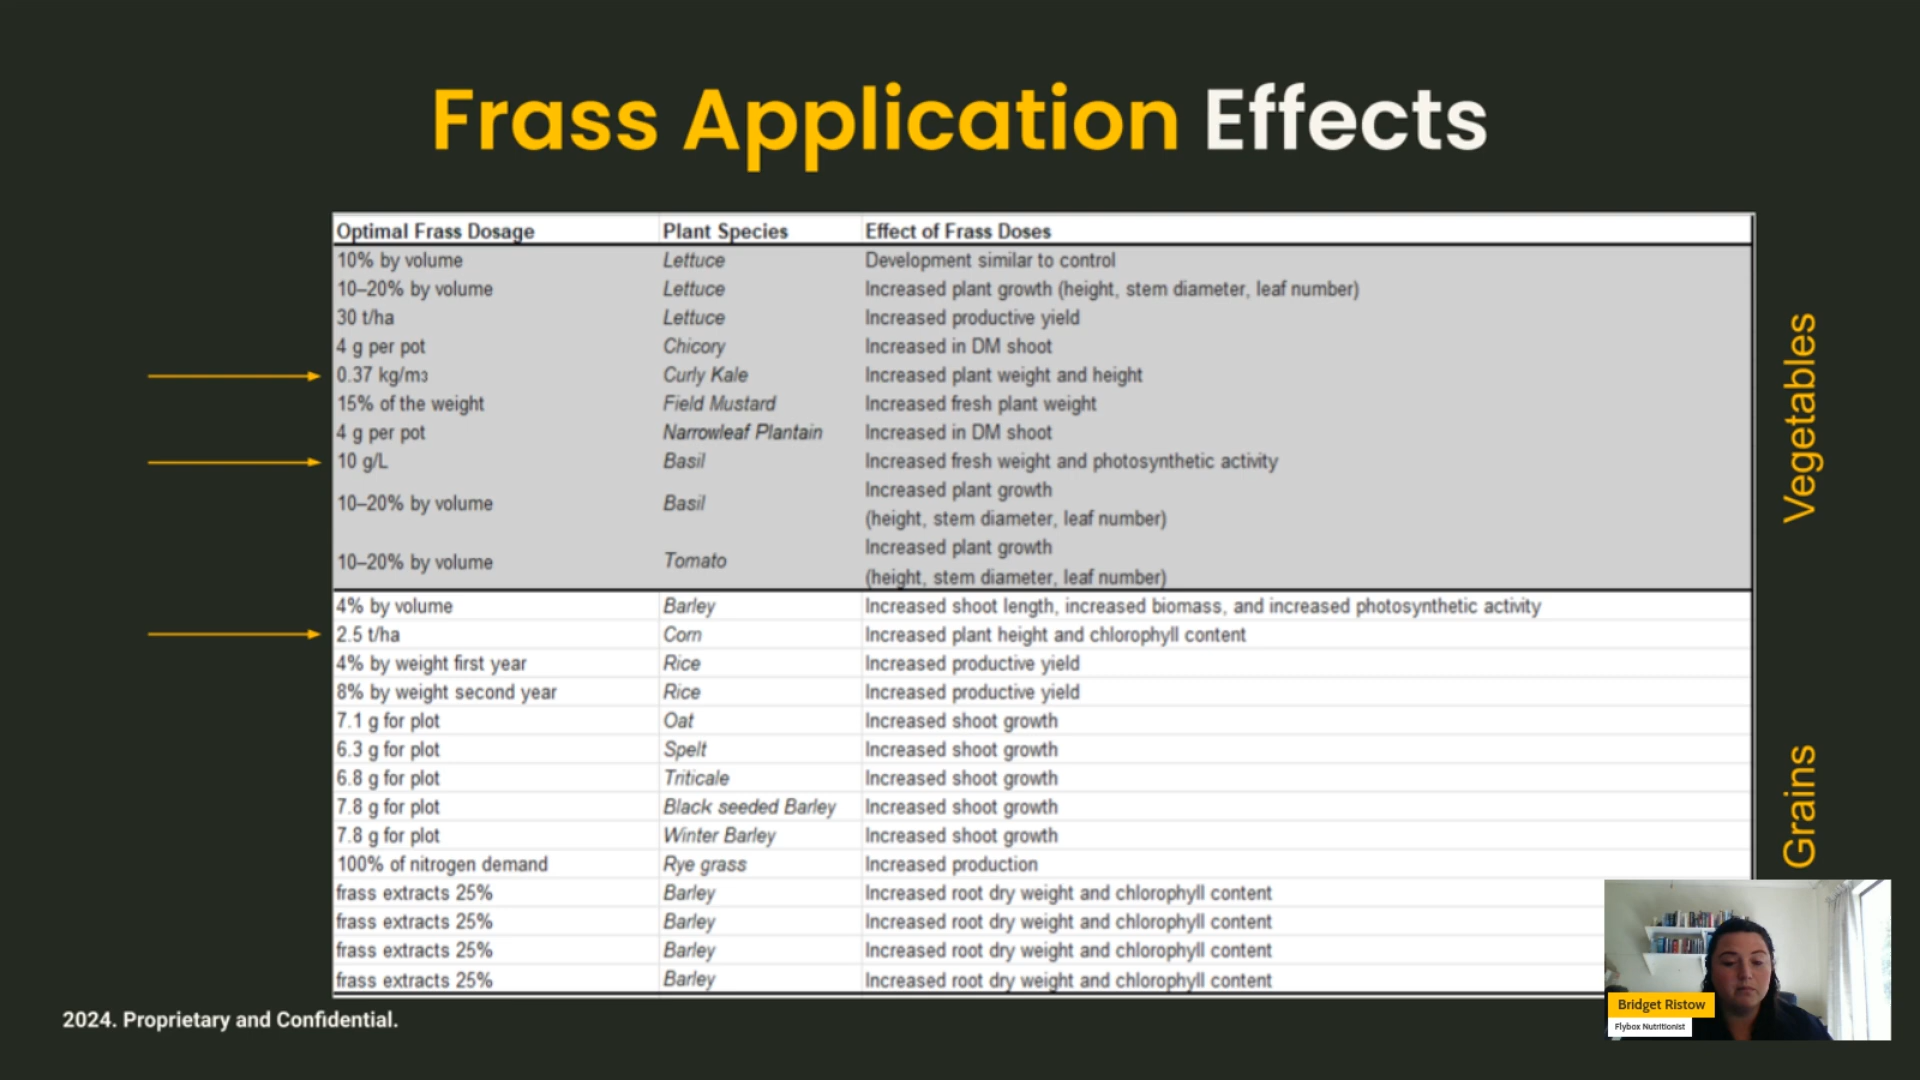 Frass Application Effects
Optimal Frass Dosage Plant Species Effect of Frass Doses
10% by volume Lettuce Development similar to control
10–20% by volume Lettuce Increased plant growth (height, stem diameter, leaf number)
30 t/ha Lettuce Increased productive yield
4 g per pot Chicory Increased in DM shoot
0.37 kg/m3 Curly Kale Increased plant weight and height
15% of the weight Field Mustard Increased fresh plant weight
4 g per pot Narrowleaf Plantain Increased in DM shoot
10 g/L Basil Increased fresh weight and photosynthetic activity
10–20% by volume Basil Increased plant growth
(height, stem diameter, leaf number)
10–20% by volume Tomato Increased plant growth
(height, stem diameter, leaf number)
4% by volume Barley Increased shoot length, increased biomass, and increased photosynthetic activity
2.5 t/ha Corn Increased plant height and chlorophyll content
4% by weight first year Rice Increased productive yield
8% by weight second year Rice Increased productive yield
7.1 g for plot Oat Increased shoot growth
6.3 g for plot Spelt Increased shoot growth
6.8 g for plot Triticale Increased shoot growth
7.8 g for plot Black seeded Barley Increased shoot growth
7.8 g for plot Winter Barley Increased shoot growth
100% of nitrogen demand Rye grass Increased production
frass extracts 25% Barley Increased root dry weight and chlorophyll content
frass extracts 25% Barley Increased root dry weight and chlorophyll content
frass extracts 25% Barley Increased root dry weight and chlorophyll content
frass extracts 25% Barley Increased root dry weight and chlorophyll content
Vegetables
Grains
2024. Proprietary and Confidential.
Bridget Ristow
Flybox Nutritionist